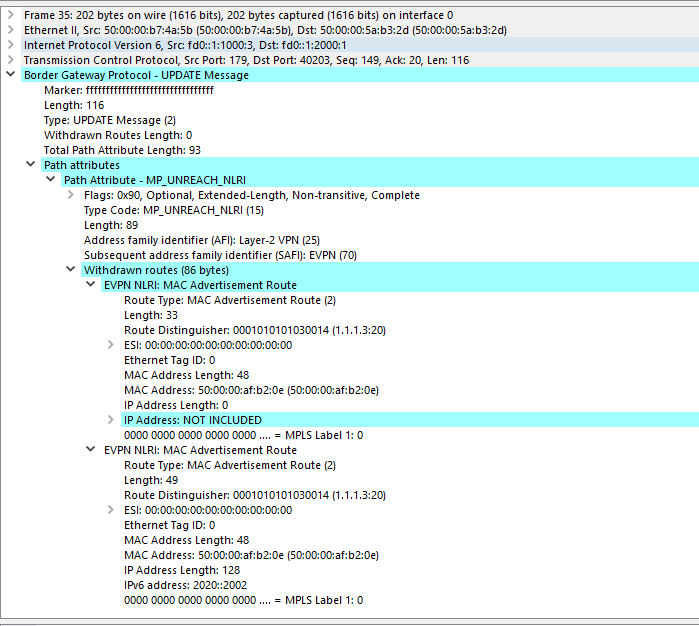 Frame 35: 202 bytes on wire (1616 bits), 202 bytes captured (1616 bits) on interface 0
Ethernet II, Src: 50:00:00:b7:4a:5b (50:00:00:b7:4a:5b), Dst: 50:00:00:5a:b3:2d (50:00:00:5a:b3:2d)
Internet Protocol Version 6, Src: fd0::1:1000:3, Dst: fd0::1:2000:1
Transmission Control Protocol, Src Port: 179, Dst Port: 40203, Seq: 149, Ack: 20, Len: 116
Border Gateway Protocol - UPDATE Message
Marker: ffffffffffffffffffffffffffffffff
Length: 116
Type: UPDATE Message (2)
Withdrawn Routes Length: 0
Total Path Attribute Length: 93
Path attributes
Path Attribute - MP_UNREACH_NLRI
Flags: 0x90, Optional, Extended-Length, Non-transitive, Complete
Type Code: MP_UNREACH_NLRI (15)
Length: 89
Address family identifier (AFI): Layer-2 VPN (25)
Subsequent address family identifier (SAFI): EVPN (70)
Withdrawn routes (86 bytes)
EVPN NLRI: MAC Advertisement Route
Route Type: MAC Advertisement Route (2)
Length: 33
Route Distinguisher: 0001010101030014 (1.1.1.3:20)
ESI: 00:00:00:00:00:00:00:00:00:00
Ethernet Tag ID: 0
MAC Address Length: 48
MAC Address: 50:00:00:af:b2:0e (50:00:00:af:b2:0e)
IP Address Length: 0
IP Address: NOT INCLUDED
0000 0000 0000 0000 0000 .... = MPLS Label 1: 0
EVPN NLRI: MAC Advertisement Route
Route Type: MAC Advertisement Route (2)
Length: 49
Route Distinguisher: 0001010101030014 (1.1.1.3:20)
ESI: 00:00:00:00:00:00:00:00:00:00
Ethernet Tag ID: 0
MAC Address Length: 48
MAC Address: 50:00:00:af:b2:0e (50:00:00:af:b2:0e)
IP Address Length: 128
IPv6 address: 2020::2002
0000 0000 0000 0000 0000 .... = MPLS Label 1: 0